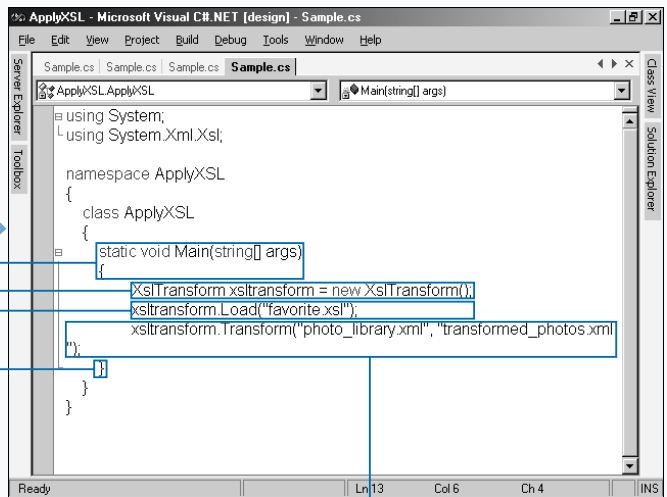 ApplyXSL - Microsoft Visual C#.NET [design] - Sample.cs
File Edit View Project Build Debug Tools Window Help
Sample.cs Sample.cs Sample.cs Sample.cs
ApplyXSL.ApplyXSL Main(string[] args)
Server Explorer
Toolbox
Class View
Solution Explorer
using System;
using System.Xml.Xsl;
namespace ApplyXSL
{
class ApplyXSL
{
static void Main(string[] args)
{
XslTransform xsltransform = new XslTransform();
xsltransform.Load("favorite.xsl");
xsltransform.Transform("photo_library.xml", "transformed_photos.xml
");
}
}
}
Ready Ln 13 Col 6 Ch 4 INS